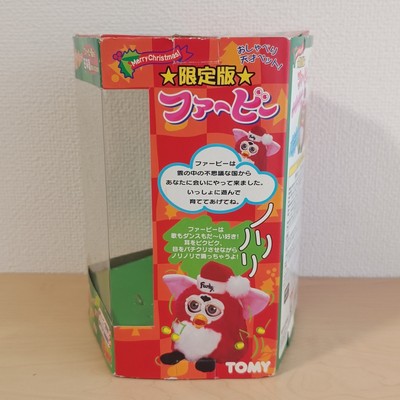 Merry Christmas!
おしゃべり
天才ペット!
★限定版★
ファービー
ファービーは
雲の中の不思議な国から
あなたに会いにやって来ました。
いっしょに遊んで
育ててあげてね。
ノリノリ
ファービーは
歌もダンスもだ〜い好き!
耳をピクピク、
目をパチクリさせながら
ノリノリで踊っちゃうよ!
Furby
TOMY